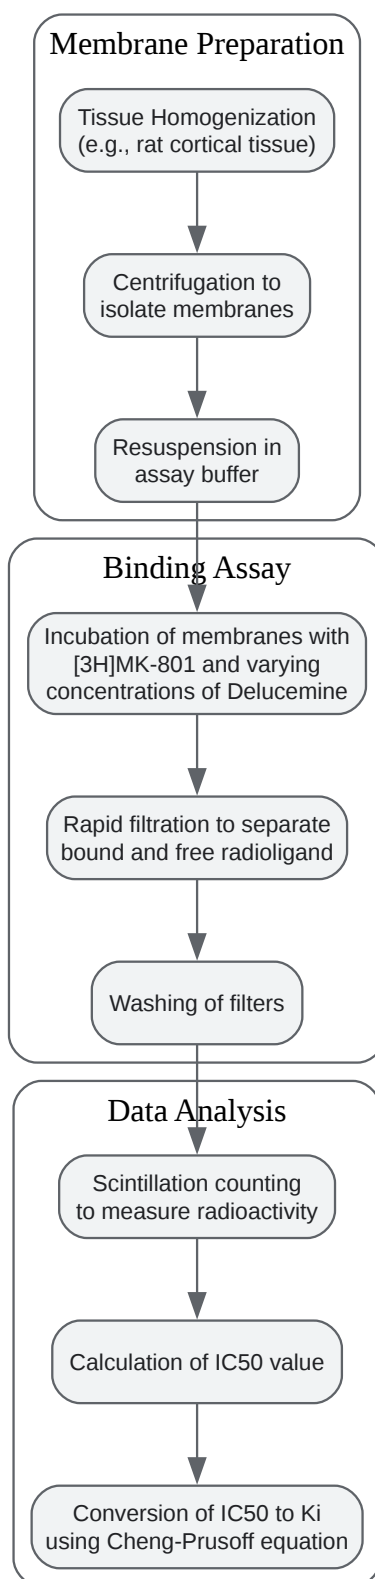 Membrane Preparation
Tissue Homogenization
(e.g., rat cortical tissue)
Centrifugation to
isolate membranes
Resuspension in
assay buffer
Binding Assay
Incubation of membranes with
[3H]MK-801 and varying
concentrations of Delucemine
Rapid filtration to separate
bound and free radioligand
Washing of filters
Data Analysis
Scintillation counting
to measure radioactivity
Calculation of IC50 value
Conversion of IC50 to Ki
using Cheng-Prusoff equation